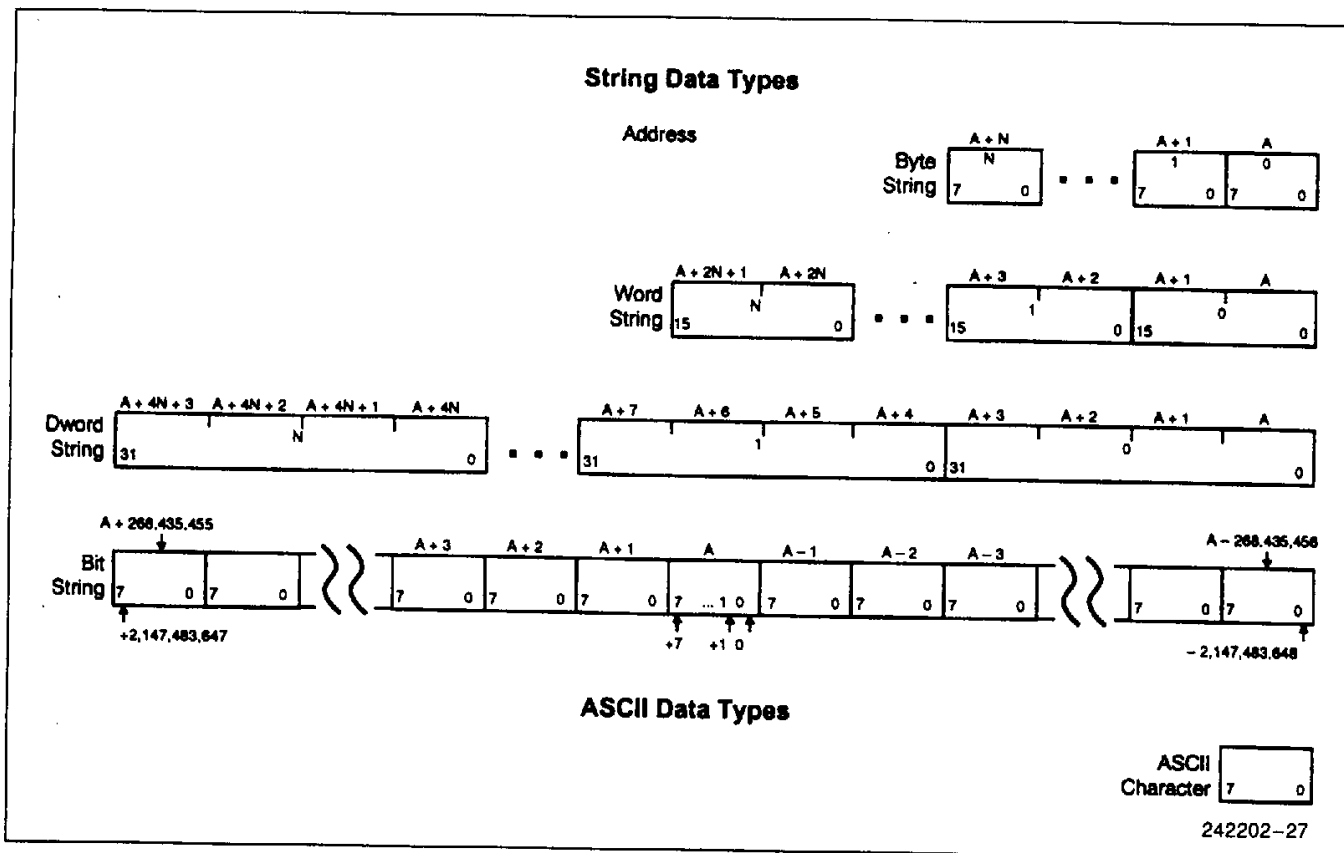 String Data Types
Address
A + N A + 1 A
Byte String N 1 0
7 0 ▪ ▪ ▪ 7 0 7 0
A + 2N + 1 A + 2N A + 3 A + 2 A + 1 A
Word String N 1 0
15 0 ▪ ▪ ▪ 15 0 15 0
A + 4N + 3 A + 4N + 2 A + 4N + 1 A + 4N A + 7 A + 6 A + 5 A + 4 A + 3 A + 2 A + 1 A
Dword String N 1 0
31 0 ▪ ▪ ▪ 31 0 31 0
A + 268,435,455 A + 3 A + 2 A + 1 A A – 1 A – 2 A – 3 A – 268,435,456
Bit String
7 0 7 0 7 0 7 0 7 0 7 ... 1 0 7 0 7 0 7 0 7 0 7 0
+2,147,483,647 +7 +1 0 – 2,147,483,648
ASCII Data Types
ASCII Character
7 0
242202–27